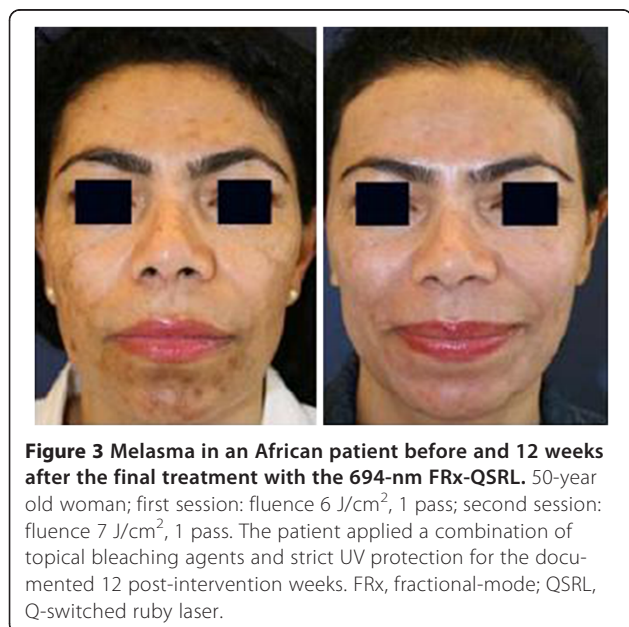 Figure 3 Melasma in an African patient before and 12 weeks
after the final treatment with the 694-nm FRx-QSRL. 50-year
old woman; first session: fluence 6 J/cm², 1 pass; second session:
fluence 7 J/cm², 1 pass. The patient applied a combination of
topical bleaching agents and strict UV protection for the docu-
mented 12 post-intervention weeks. FRx, fractional-mode; QSRL,
Q-switched ruby laser.